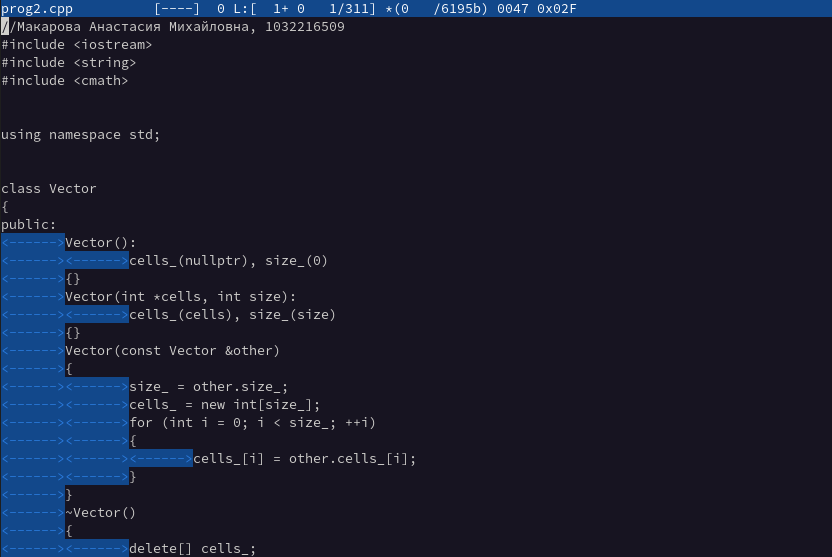 prog2.cpp [----] 0 L:[ 1+ 0 1/311] *(0 /6195b) 0047 0x02F
//Макарова Анастасия Михайловна, 1032216509
#include <iostream>
#include <string>
#include <cmath>
using namespace std;
class Vector
{
public:
<------>Vector():
<------><------>cells_(nullptr), size_(0)
<------>{}
<------>Vector(int *cells, int size):
<------><------>cells_(cells), size_(size)
<------>{}
<------>Vector(const Vector &other)
<------>{
<------><------>size_ = other.size_;
<------><------>cells_ = new int[size_];
<------><------>for (int i = 0; i < size_; ++i)
<------><------>{
<------><------><------>cells_[i] = other.cells_[i];
<------><------>}
<------>}
<------>~Vector()
<------>{
<------><------>delete[] cells_;